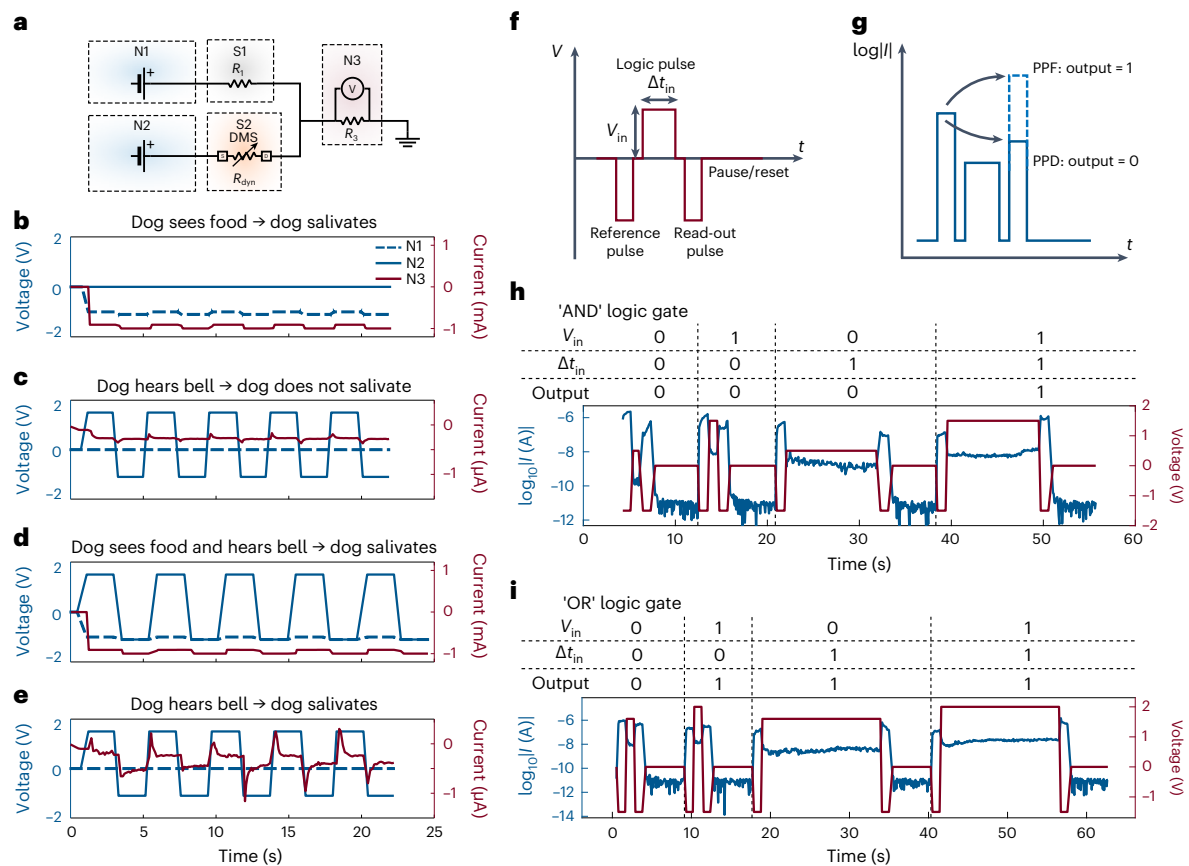 a
N1
+
S1
R1
N3
V
R3
N2
+
S2
DMS
S
D
Rdyn
b
Dog sees food → dog salivates
2
0
−2
Voltage (V)
1
0
−1
Current (mA)
N1
N2
N3
c
Dog hears bell → dog does not salivate
2
0
−2
Voltage (V)
1
0
−1
Current (µA)
d
Dog sees food and hears bell → dog salivates
2
0
−2
Voltage (V)
1
0
−1
Current (mA)
e
Dog hears bell → dog salivates
2
0
−2
Voltage (V)
0
−1
Current (µA)
0 5 10 15 20 25
Time (s)
f
V
Logic pulse
Δtin
Vin
t
Pause/reset
Reference
pulse
Read-out
pulse
g
log|I|
PPF: output = 1
PPD: output = 0
t
h
'AND' logic gate
Vin 0 1 0 1
Δtin 0 0 1 1
Output 0 0 0 1
−6
−8
−10
−12
log10|I (A)|
2
1
0
−1
−2
Voltage (V)
0 10 20 30 40 50 60
Time (s)
i
'OR' logic gate
Vin 0 1 0 1
Δtin 0 0 1 1
Output 0 1 1 1
−4
−6
−8
−10
−12
−14
log10|I (A)|
2
1
0
−1
Voltage (V)
0 10 20 30 40 50 60
Time (s)